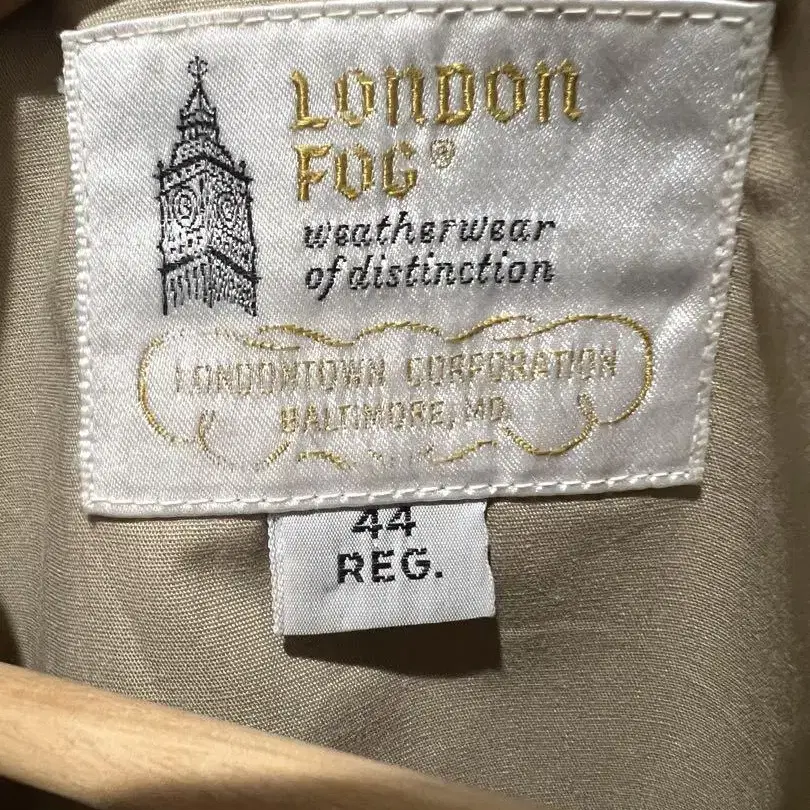 LONDON
FOG®
weatherwear
of distinction
LONDONTOWN CORPORATION
BALTIMORE, MD.
44
REG.